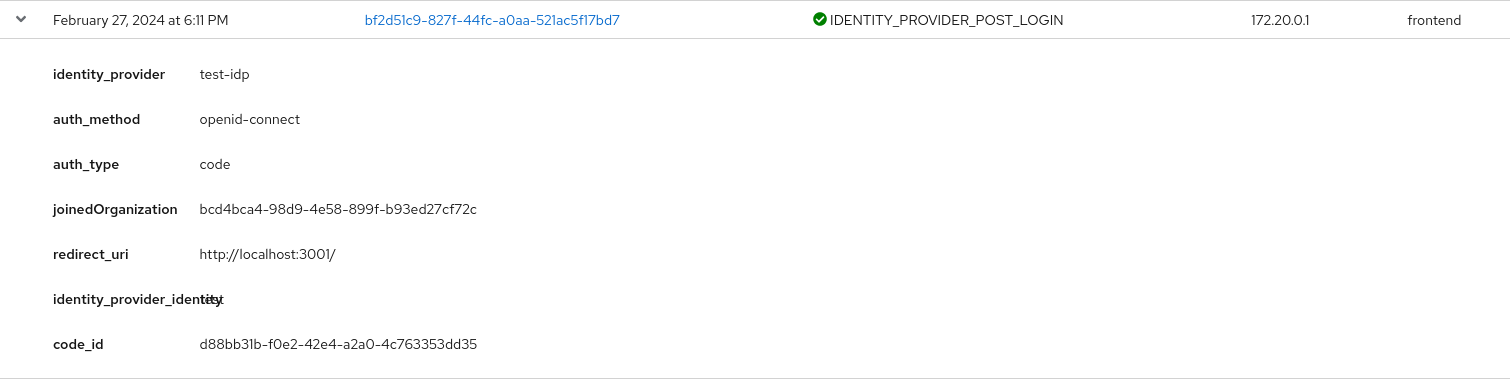 February 27, 2024 at 6:11 PM bf2d51c9-827f-44fc-a0aa-521ac5f17bd7 IDENTITY_PROVIDER_POST_LOGIN 172.20.0.1 frontend
identity_provider test-idp
auth_method openid-connect
auth_type code
joinedOrganization bcd4bca4-98d9-4e58-899f-b93ed27cf72c
redirect_uri http://localhost:3001/
identity_provider_identity test
code_id d88bb31b-f0e2-42e4-a2a0-4c763353dd35